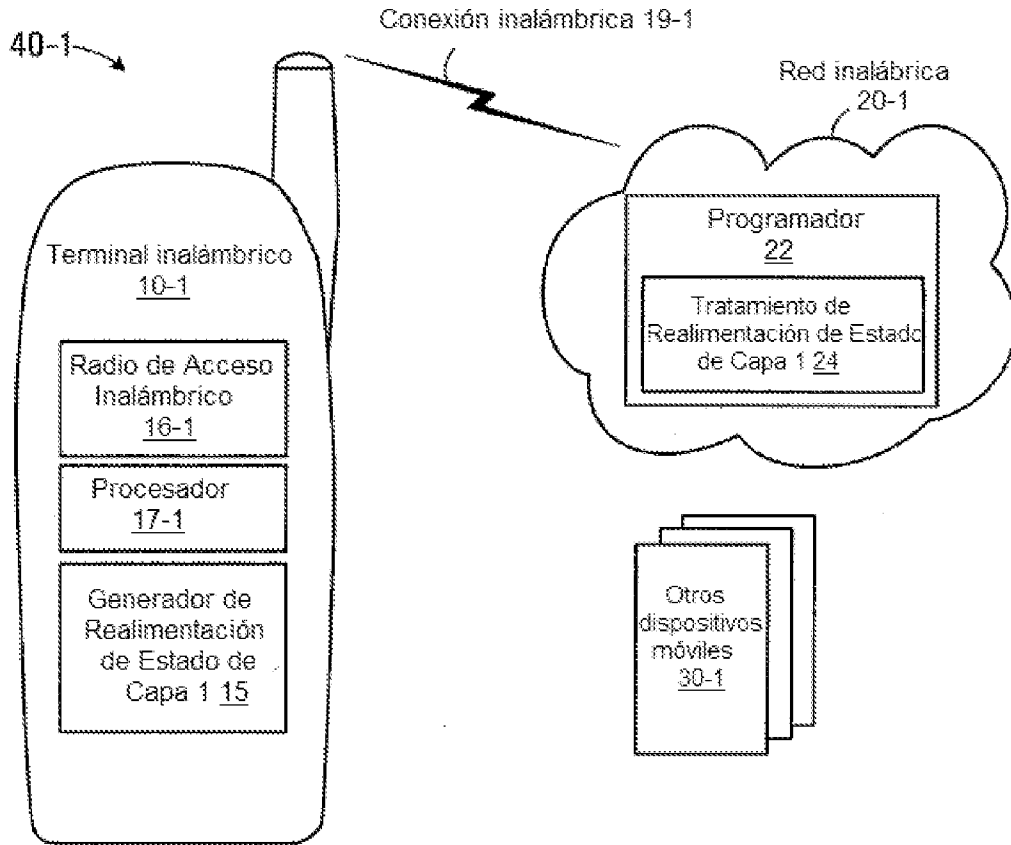 40-1
Conexión inalámbrica 19-1
Red inalábrica
20-1
Terminal inalámbrico
10-1
Radio de Acceso
Inalámbrico
16-1
Procesador
17-1
Generador de
Realimentación
de Estado de
Capa 1 15
Programador
22
Tratamiento de
Realimentación de Estado
de Capa 1 24
Otros
dispositivos
móviles
30-1